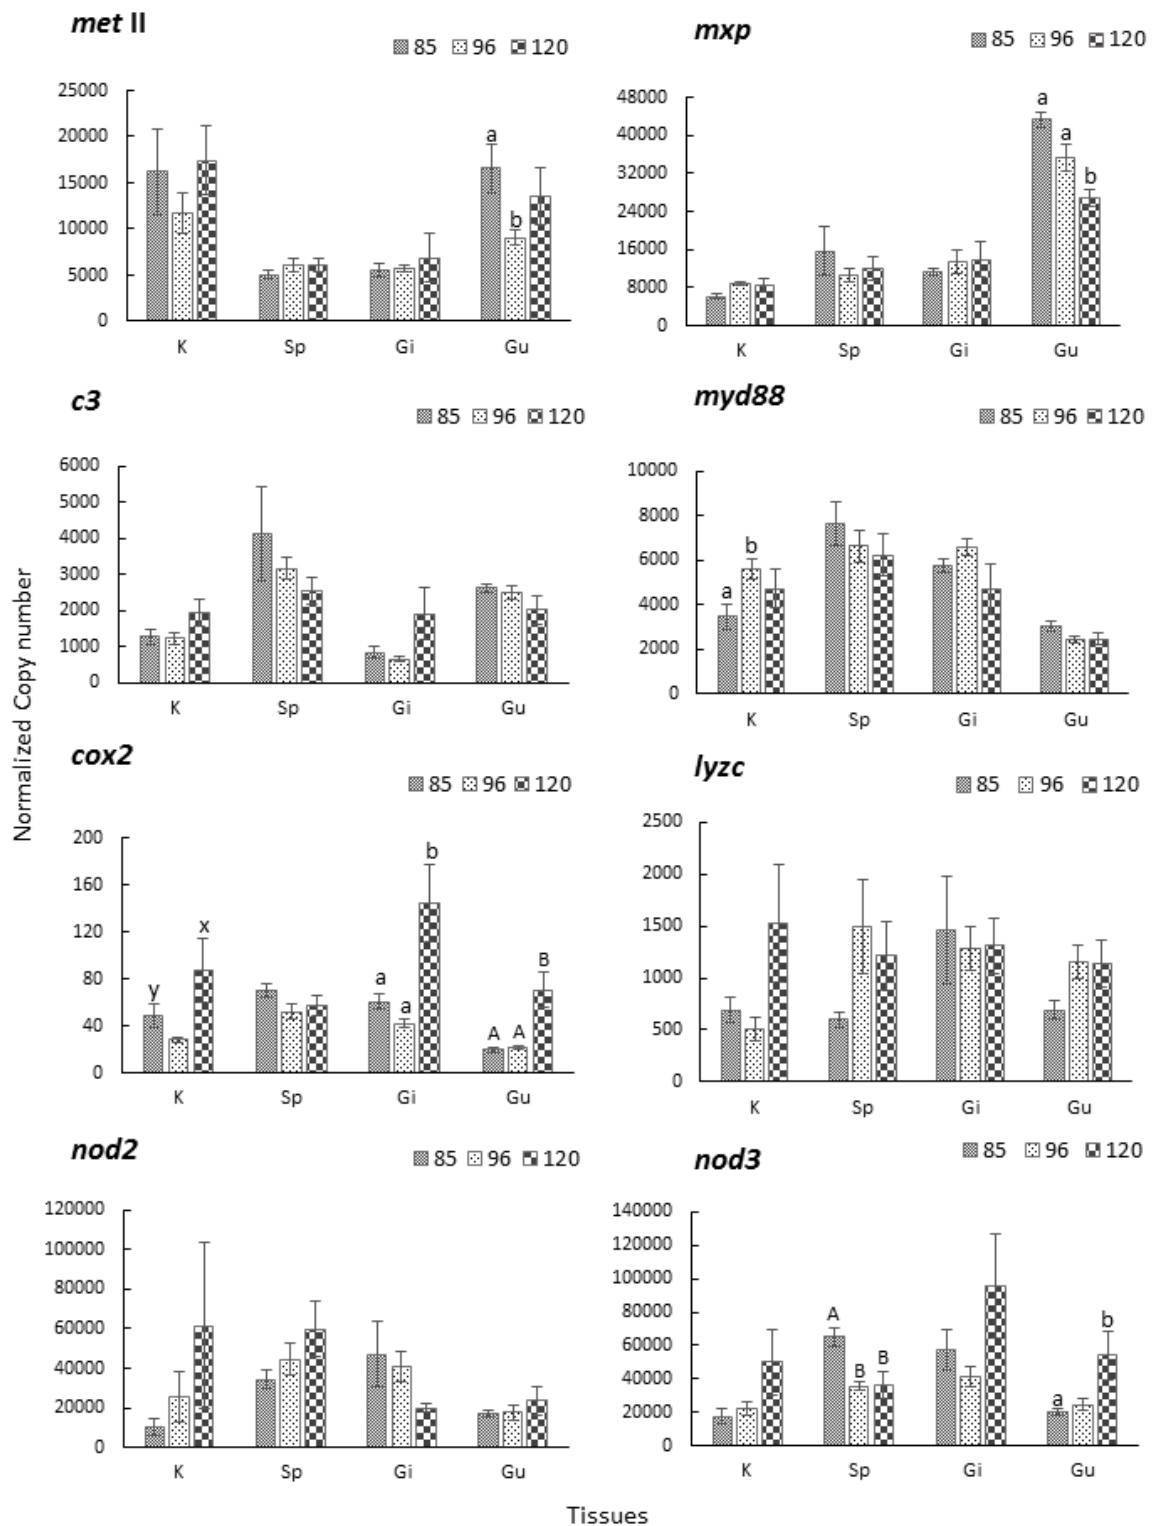 met II
85 96 120
25000
20000
15000
10000
5000
0
a
b
K Sp Gi Gu
mxp
85 96 120
48000
40000
32000
24000
16000
8000
0
a
a
b
K Sp Gi Gu
c3
85 96 120
6000
5000
4000
3000
2000
1000
0
K Sp Gi Gu
myd88
85 96 120
10000
8000
6000
4000
2000
0
a
b
K Sp Gi Gu
Normalized Copy number
cox2
85 96 120
200
160
120
80
40
0
y
x
a
a
b
A
A
B
K Sp Gi Gu
lyzc
85 96 120
2500
2000
1500
1000
500
0
K Sp Gi Gu
nod2
85 96 120
120000
100000
80000
60000
40000
20000
0
K Sp Gi Gu
nod3
85 96 120
140000
120000
100000
80000
60000
40000
20000
0
A
B
B
a
b
K Sp Gi Gu
Tissues